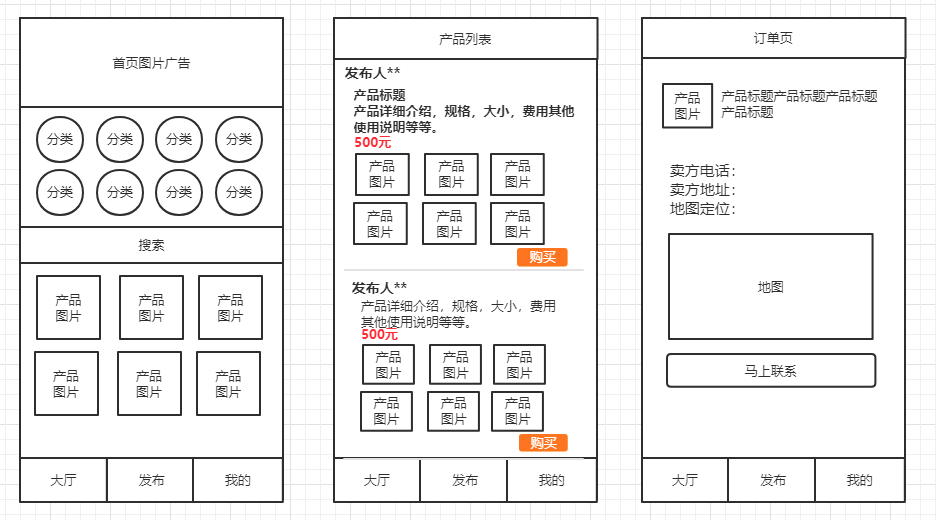 首页图片广告
分类 分类 分类 分类
分类 分类 分类 分类
搜索
产品
图片
产品
图片
产品
图片
产品
图片
产品
图片
产品
图片
大厅 发布 我的
产品列表
发布人**
产品标题
产品详细介绍，规格，大小，费用其他
使用说明等等。
500元
产品
图片
产品
图片
产品
图片
产品
图片
产品
图片
产品
图片
购买
发布人**
产品详细介绍，规格，大小，费用
其他使用说明等等。
500元
产品
图片
产品
图片
产品
图片
产品
图片
产品
图片
产品
图片
购买
大厅 发布 我的
订单页
产品
图片
产品标题产品标题产品标题
产品标题
卖方电话：
卖方地址：
地图定位：
地图
马上联系
大厅 发布 我的